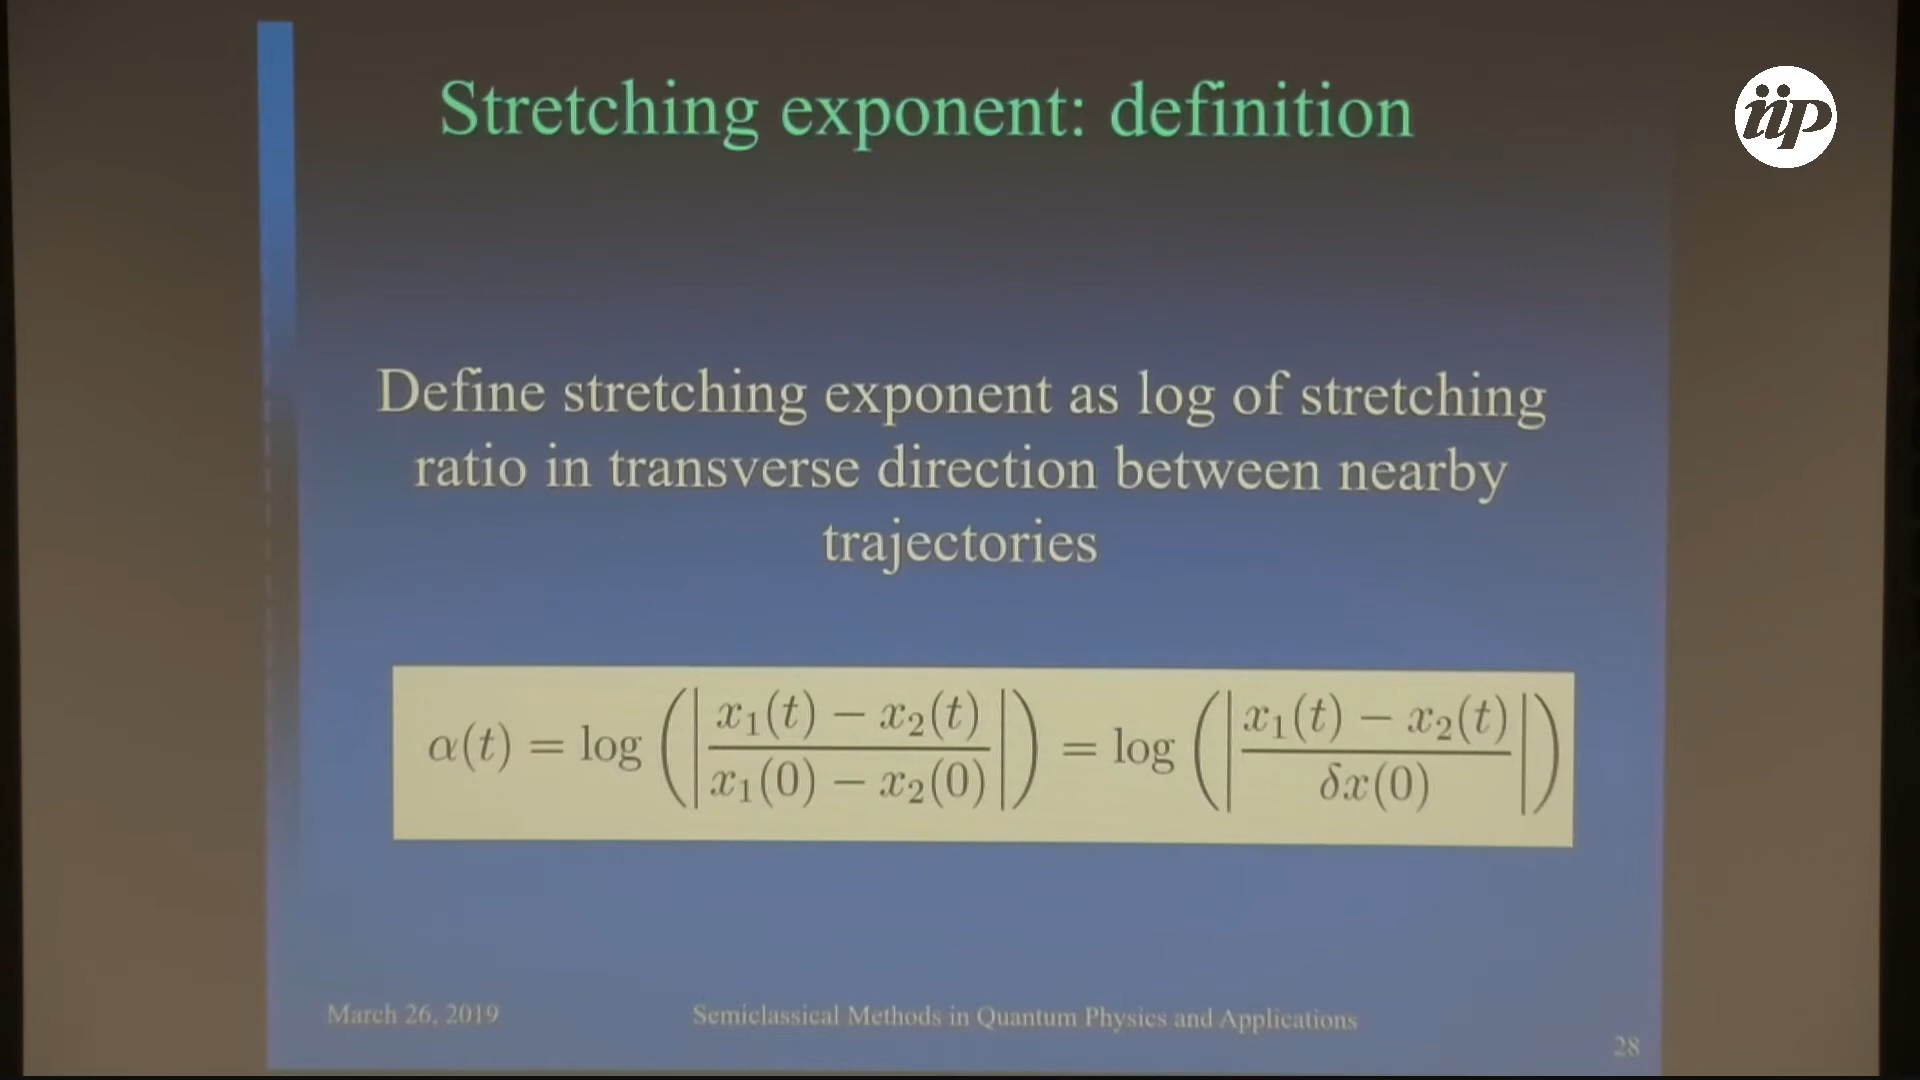 Stretching exponent: definition
iip
Define stretching exponent as log of stretching
ratio in transverse direction between nearby
trajectories
α(t) = log (| x₁(t) − x₂(t) / x₁(0) − x₂(0) |) = log (| x₁(t) − x₂(t) / δx(0) |)
March 26, 2019
Semiclassical Methods in Quantum Physics and Applications
28